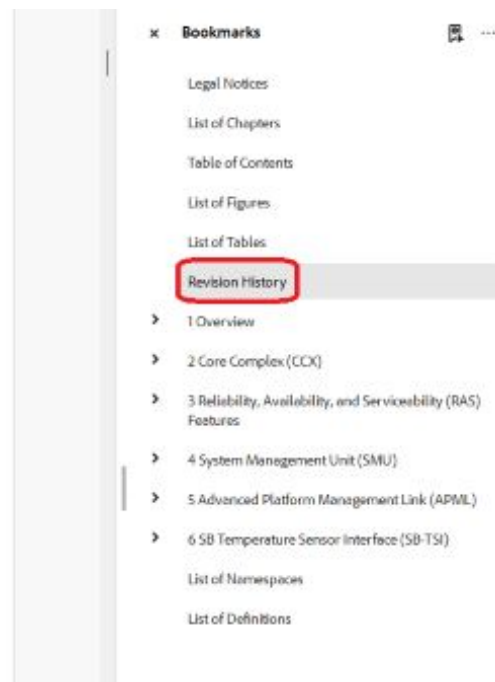 Bookmarks
Legal Notices
List of Chapters
Table of Contents
List of Figures
List of Tables
Revision History
1 Overview
2 Core Complex (CCX)
3 Reliability, Availability, and Serviceability (RAS)
Features
4 System Management Unit (SMU)
5 Advanced Platform Management Link (APML)
6 SB Temperature Sensor Interface (SB-TSI)
List of Namespaces
List of Definitions